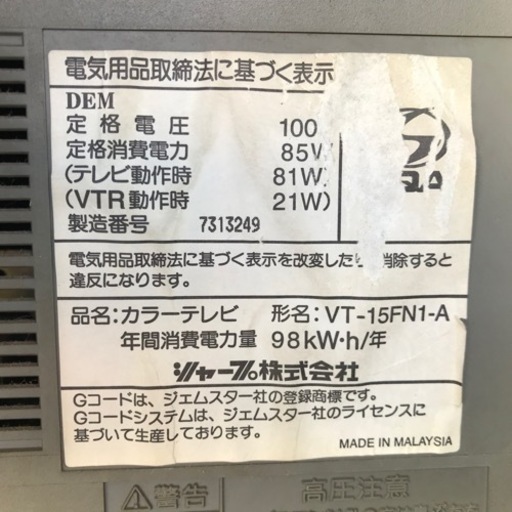 電気用品取締法に基づく表示
DEM
定格電圧 100
定格消費電力 85W
(テレビ動作時 81W)
(VTR動作時 21W)
製造番号 7313249
電気用品取締法に基づく表示を改変したり 消除すると
違反になります。
品名:カラーテレビ 形名:VT-15FN1-A
年間消費電力量 98kW・h/年
シャープ株式会社
Gコードは、ジェムスター社の登録商標です。
Gコードシステムは、ジェムスター社のライセンスに
基づいて生産しております。
MADE IN MALAYSIA
警告 高圧注意